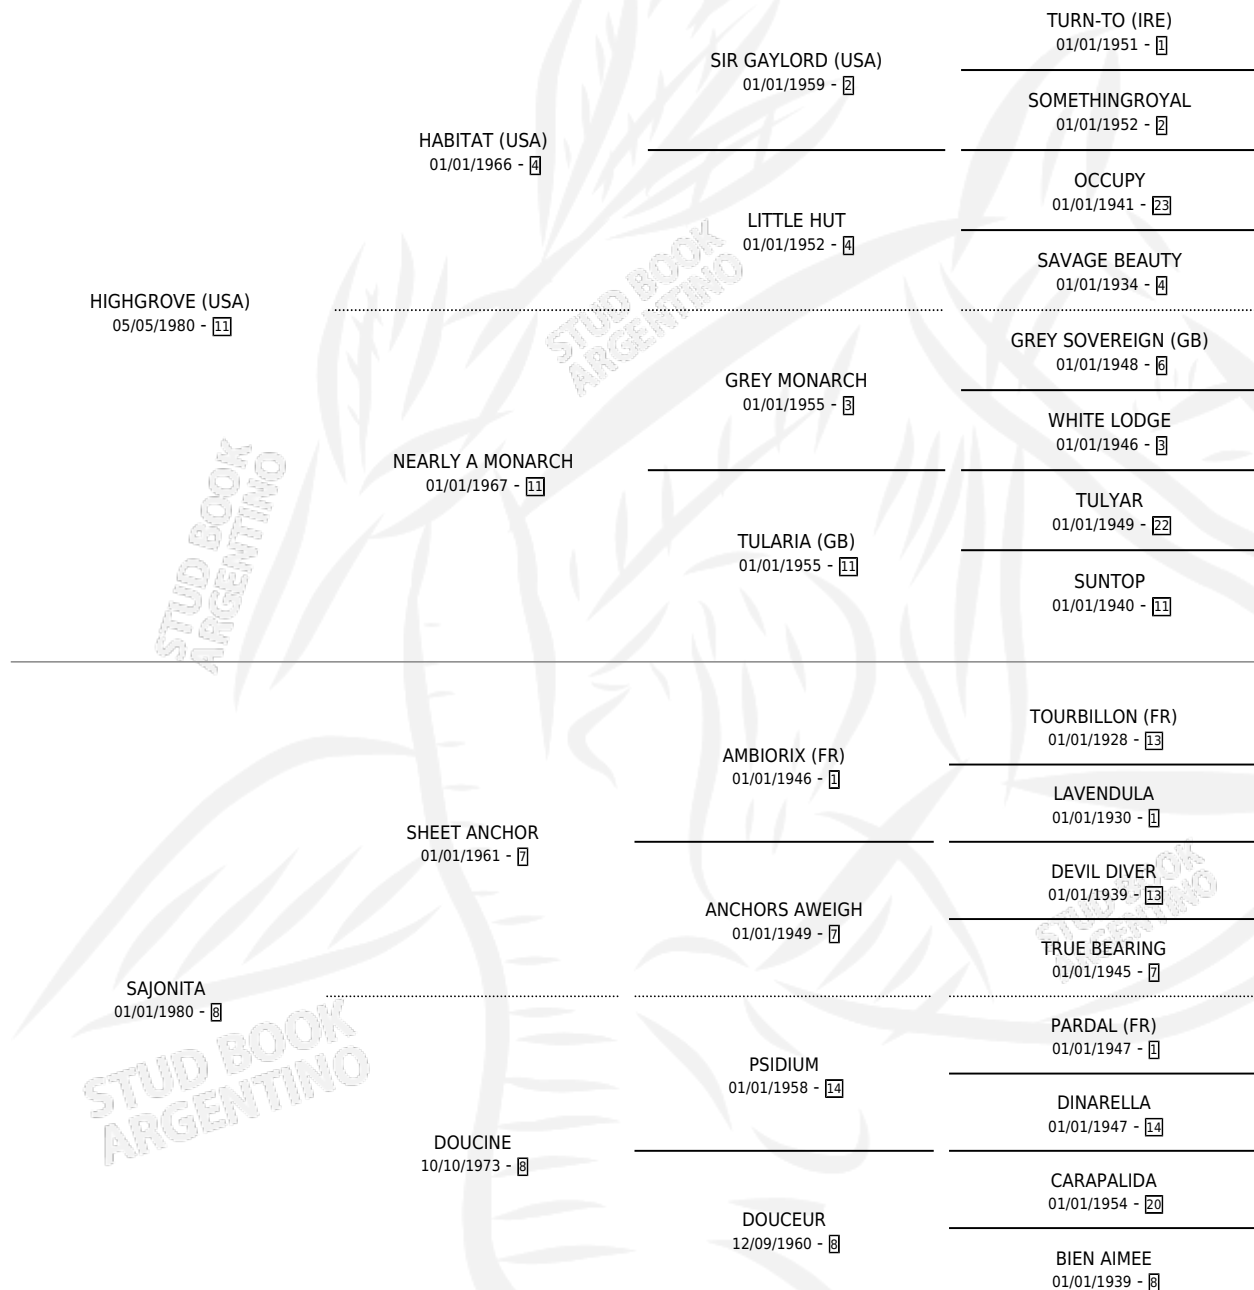 TURN-TO (IRE)
01/01/1951 - 1
SIR GAYLORD (USA)
01/01/1959 - 2
SOMETHINGROYAL
01/01/1952 - 2
HABITAT (USA)
01/01/1966 - 4
OCCUPY
01/01/1941 - 23
LITTLE HUT
01/01/1952 - 4
SAVAGE BEAUTY
01/01/1934 - 4
HIGHGROVE (USA)
05/05/1980 - 11
GREY SOVEREIGN (GB)
01/01/1948 - 6
GREY MONARCH
01/01/1955 - 3
WHITE LODGE
01/01/1946 - 3
NEARLY A MONARCH
01/01/1967 - 11
TULYAR
01/01/1949 - 22
TULARIA (GB)
01/01/1955 - 11
SUNTOP
01/01/1940 - 11
TOURBILLON (FR)
01/01/1928 - 13
AMBIORIX (FR)
01/01/1946 - 1
LAVENDULA
01/01/1930 - 1
SHEET ANCHOR
01/01/1961 - 7
DEVIL DIVER
01/01/1939 - 13
ANCHORS AWEIGH
01/01/1949 - 7
TRUE BEARING
01/01/1945 - 7
SAJONITA
01/01/1980 - 8
PARDAL (FR)
01/01/1947 - 1
PSIDIUM
01/01/1958 - 14
DINARELLA
01/01/1947 - 14
DOUCINE
10/10/1973 - 8
CARAPALIDA
01/01/1954 - 20
DOUCEUR
12/09/1960 - 8
BIEN AIMEE
01/01/1939 - 8
STUD BOOK
ARGENTINO
STUD BOOK
ARGENTINO
STUD BOOK
ARGENTINO
STUD BOOK
ARGENTINO